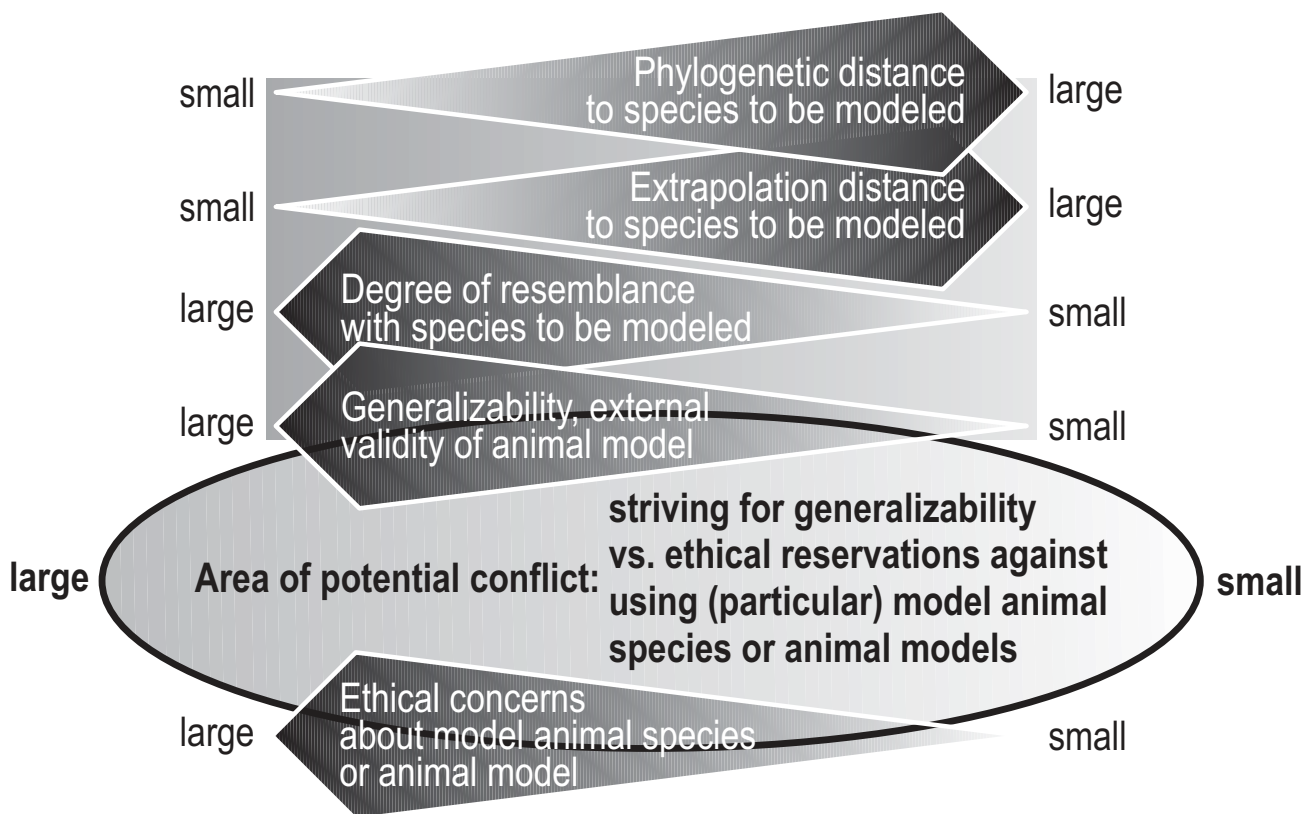 small
Phylogenetic distance
to species to be modeled
large
small
Extrapolation distance
to species to be modeled
large
large
Degree of resemblance
with species to be modeled
small
large
Generalizability, external
validity of animal model
small
large
Area of potential conflict:
striving for generalizability
vs. ethical reservations against
using (particular) model animal
species or animal models
small
large
Ethical concerns
about model animal species
or animal model
small